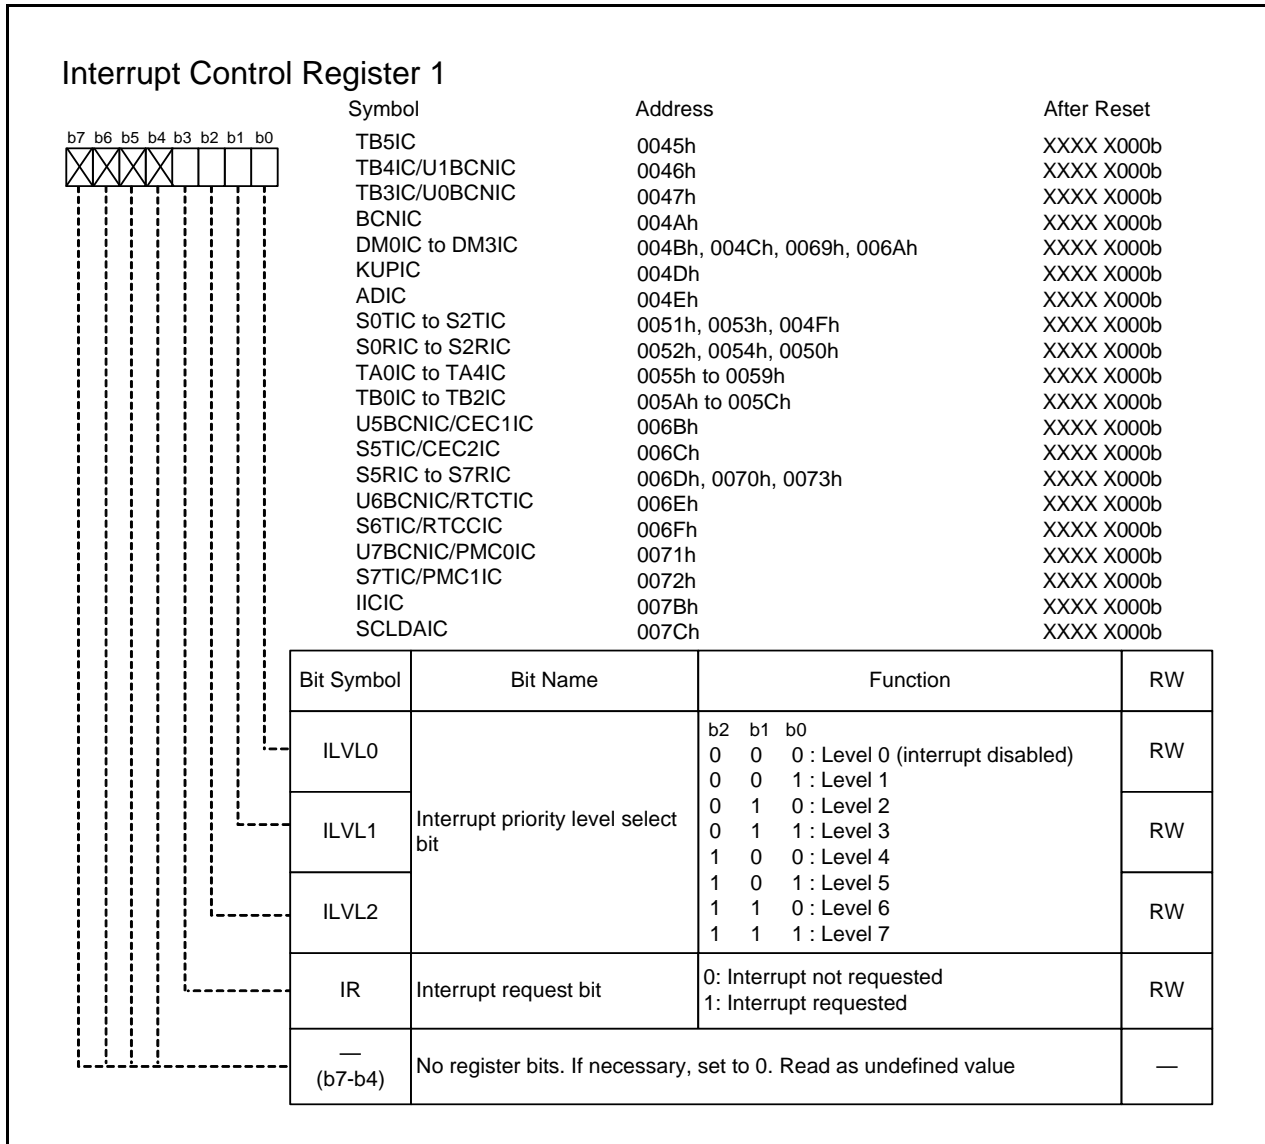 Interrupt Control Register 1
Symbol Address After Reset
b7 b6 b5 b4 b3 b2 b1 b0
TB5IC 0045h XXXX X000b
TB4IC/U1BCNIC 0046h XXXX X000b
TB3IC/U0BCNIC 0047h XXXX X000b
BCNIC 004Ah XXXX X000b
DM0IC to DM3IC 004Bh, 004Ch, 0069h, 006Ah XXXX X000b
KUPIC 004Dh XXXX X000b
ADIC 004Eh XXXX X000b
S0TIC to S2TIC 0051h, 0053h, 004Fh XXXX X000b
S0RIC to S2RIC 0052h, 0054h, 0050h XXXX X000b
TA0IC to TA4IC 0055h to 0059h XXXX X000b
TB0IC to TB2IC 005Ah to 005Ch XXXX X000b
U5BCNIC/CEC1IC 006Bh XXXX X000b
S5TIC/CEC2IC 006Ch XXXX X000b
S5RIC to S7RIC 006Dh, 0070h, 0073h XXXX X000b
U6BCNIC/RTCTIC 006Eh XXXX X000b
S6TIC/RTCCIC 006Fh XXXX X000b
U7BCNIC/PMC0IC 0071h XXXX X000b
S7TIC/PMC1IC 0072h XXXX X000b
IICIC 007Bh XXXX X000b
SCLDAIC 007Ch XXXX X000b
Bit Symbol Bit Name Function RW
ILVL0 RW
ILVL1 RW
ILVL2 RW
Interrupt priority level select
bit
b2 b1 b0
0 0 0 : Level 0 (interrupt disabled)
0 0 1 : Level 1
0 1 0 : Level 2
0 1 1 : Level 3
1 0 0 : Level 4
1 0 1 : Level 5
1 1 0 : Level 6
1 1 1 : Level 7
IR Interrupt request bit RW
0: Interrupt not requested
1: Interrupt requested
—
(b7-b4) No register bits. If necessary, set to 0. Read as undefined value —